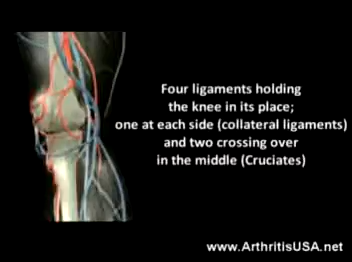 Four ligaments holding
the knee in its place;
one at each side (collateral ligaments)
and two crossing over
in the middle (Cruciates)
www.ArthritisUSA.net